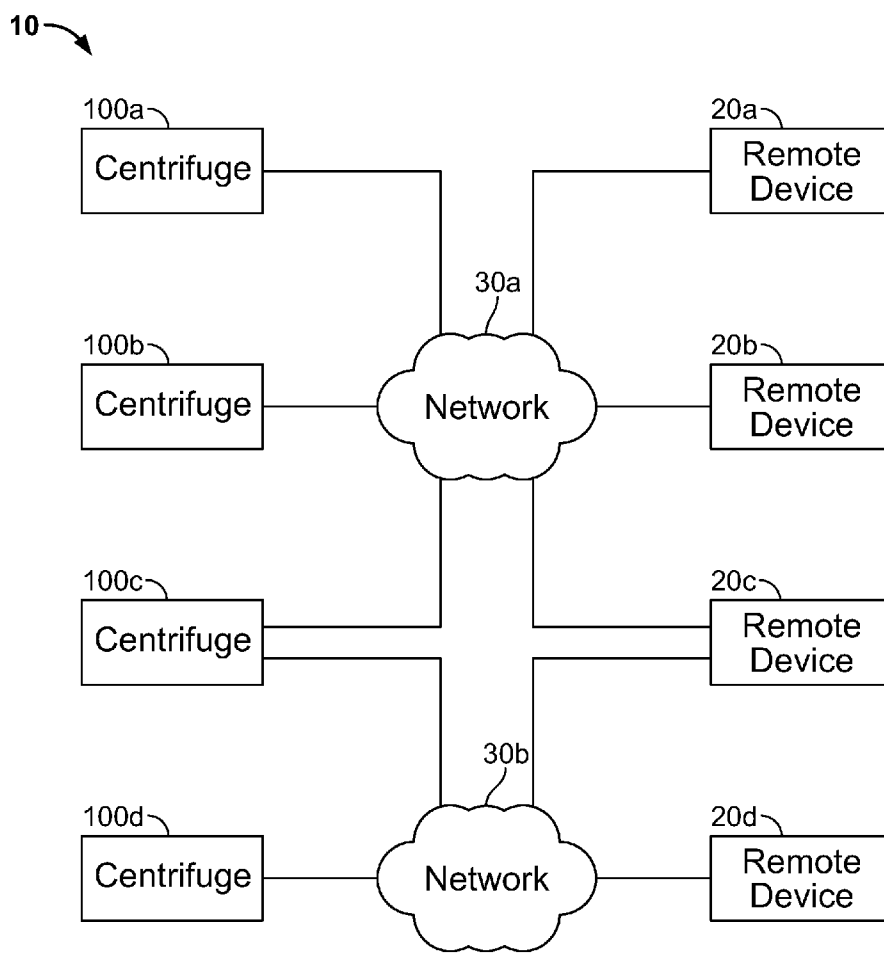 10
100a
Centrifuge
20a
Remote
Device
30a
100b
Centrifuge
Network
20b
Remote
Device
100c
Centrifuge
20c
Remote
Device
30b
100d
Centrifuge
Network
20d
Remote
Device